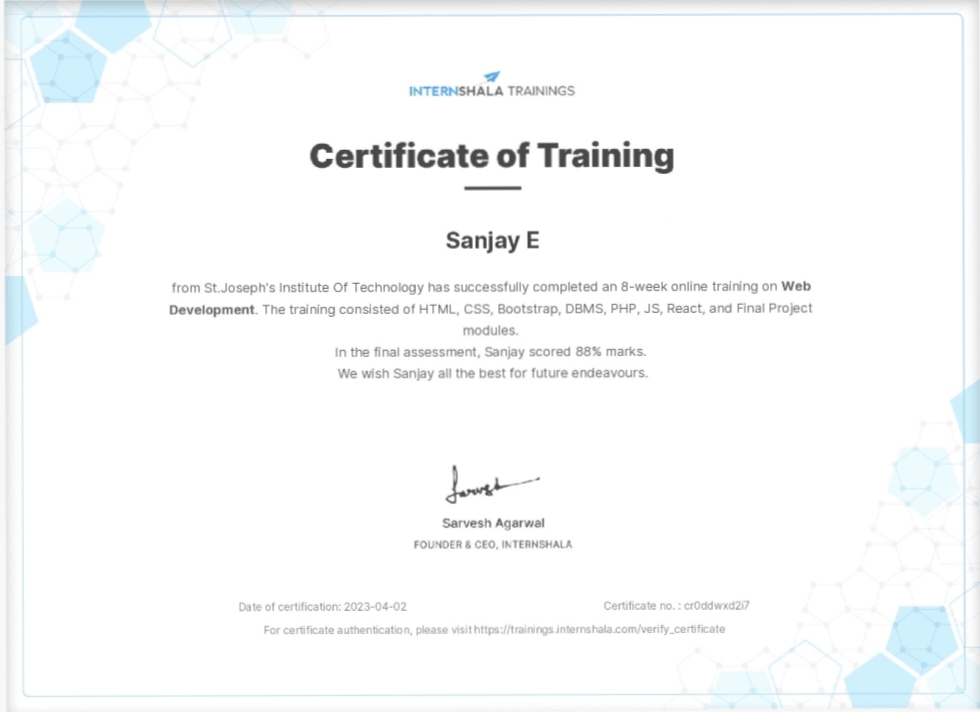 INTERNSHALA TRAININGS
Certificate of Training
Sanjay E
from St.Joseph's Institute Of Technology has successfully completed an 8-week online training on Web
Development. The training consisted of HTML, CSS, Bootstrap, DBMS, PHP, JS, React, and Final Project
modules.
In the final assessment, Sanjay scored 88% marks.
We wish Sanjay all the best for future endeavours.
Sarvesh
Sarvesh Agarwal
FOUNDER & CEO, INTERNSHALA
Date of certification: 2023-04-02
Certificate no. : cr0ddwxd2i7
For certificate authentication, please visit https://trainings.internshala.com/verify_certificate